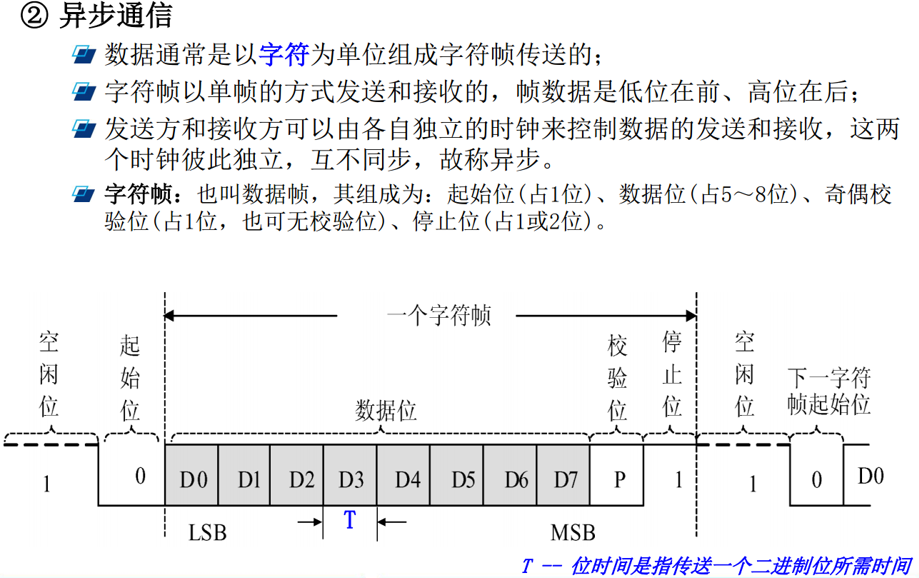 ② 异步通信
数据通常是以字符为单位组成字符帧传送的；
字符帧以单帧的方式发送和接收的，帧数据是低位在前、高位在后；
发送方和接收方可以由各自独立的时钟来控制数据的发送和接收，这两
个时钟彼此独立，互不同步，故称异步。
字符帧：也叫数据帧，其组成为：起始位(占1位)、数据位(占5～8位)、奇偶校
验位(占1位，也可无校验位)、停止位(占1或2位)。
一个字符帧
空闲位
起始位
数据位
校验位
停止位
空闲位
下一字符
帧起始位
1 0 D0 D1 D2 D3 D4 D5 D6 D7 P 1 1 0 D0
LSB T MSB
T -- 位时间是指传送一个二进制位所需时间